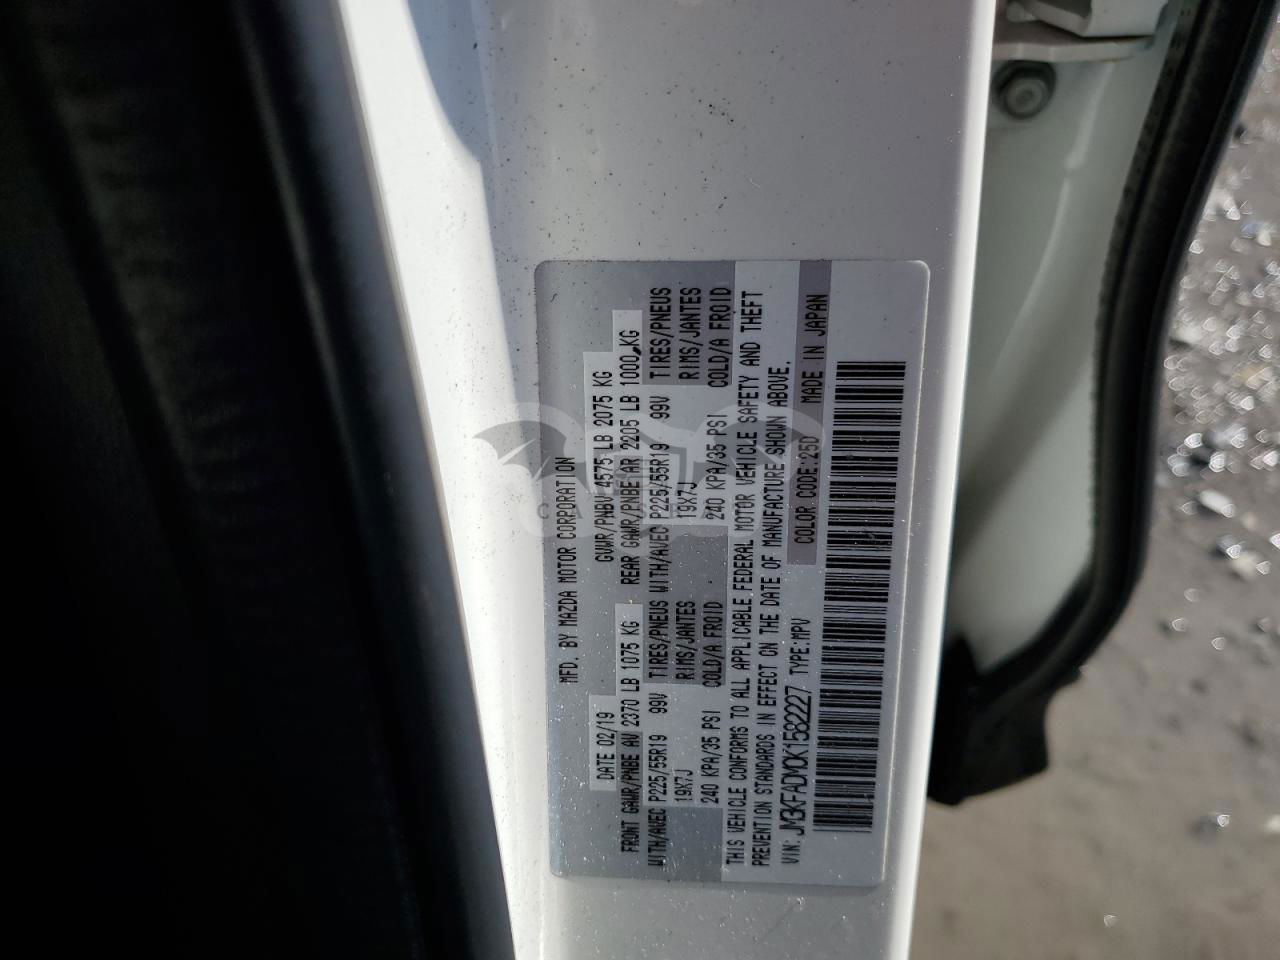 MFD. BY MAZDA MOTOR CORPORATION
DATE 02/19
GVWR/PNBV 4575 LB 2075 KG
FRONT GAWR/PNBE AV 2370 LB 1075 KG
REAR GAWR/PNBE AR 2205 LB 1000 KG
WITH/AVEC P225/55R19 99V TIRES/PNEUS WITH/AVEC P225/55R19 99V TIRES/PNEUS
19X7J RIMS/JANTES 19X7J RIMS/JANTES
240 KPA/35 PSI COLD/A FROID 240 KPA/35 PSI COLD/A FROID
THIS VEHICLE CONFORMS TO ALL APPLICABLE FEDERAL MOTOR VEHICLE SAFETY AND THEFT
PREVENTION STANDARDS IN EFFECT ON THE DATE OF MANUFACTURE SHOWN ABOVE.
COLOR CODE:25D MADE IN JAPAN
VIN: JM3KFADM0K1582227 TYPE:MPV